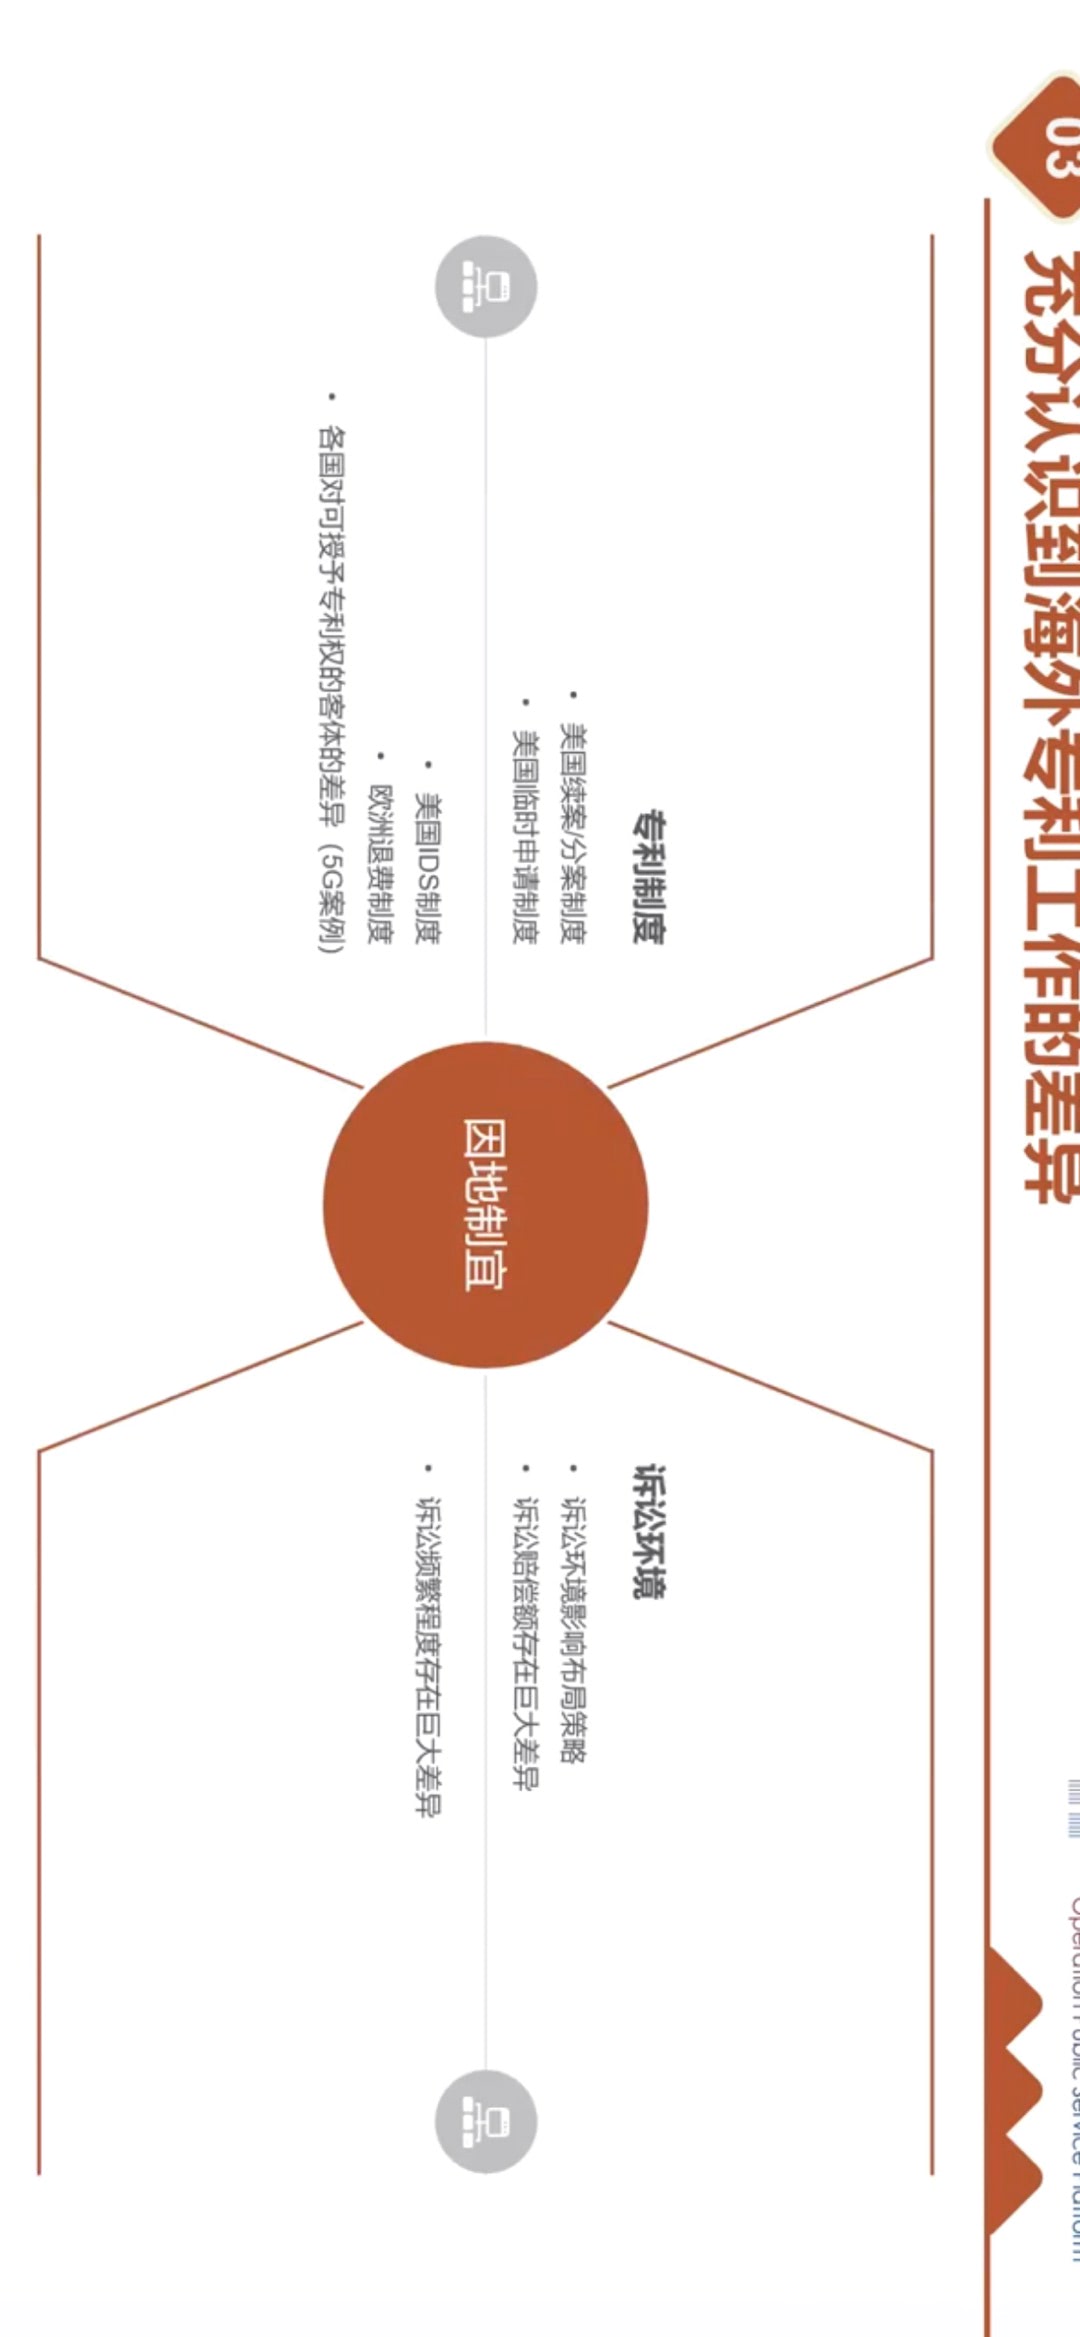 03
充分认识到海外专利工作的差异
Operation Public Service Platform
专利制度
• 美国续案/分案制度
• 美国临时申请制度
• 美国IDS制度
• 欧洲退费制度
• 各国对可授予专利权的客体的差异（5G案例）
因地制宜
诉讼环境
• 诉讼环境影响布局策略
• 诉讼赔偿额存在巨大差异
• 诉讼频繁程度存在巨大差异